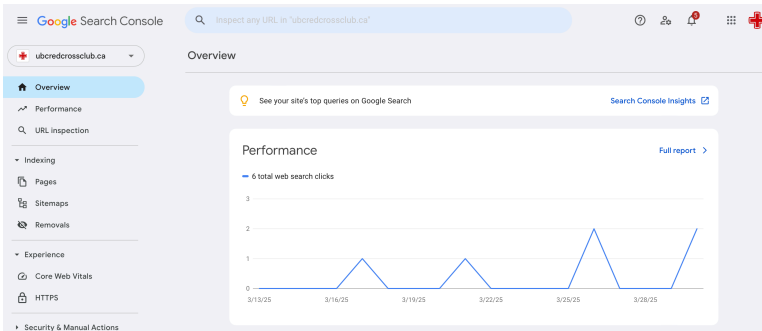 Google Search Console
Inspect any URL in "ubcredcrossclub.ca"
ubcredcrossclub.ca
Overview
Overview
Performance
URL inspection
Indexing
Pages
Sitemaps
Removals
Experience
Core Web Vitals
HTTPS
Security & Manual Actions
See your site's top queries on Google Search
Search Console Insights
Performance
Full report
6 total web search clicks
3
2
1
0
3/13/25 3/16/25 3/19/25 3/22/25 3/25/25 3/28/25